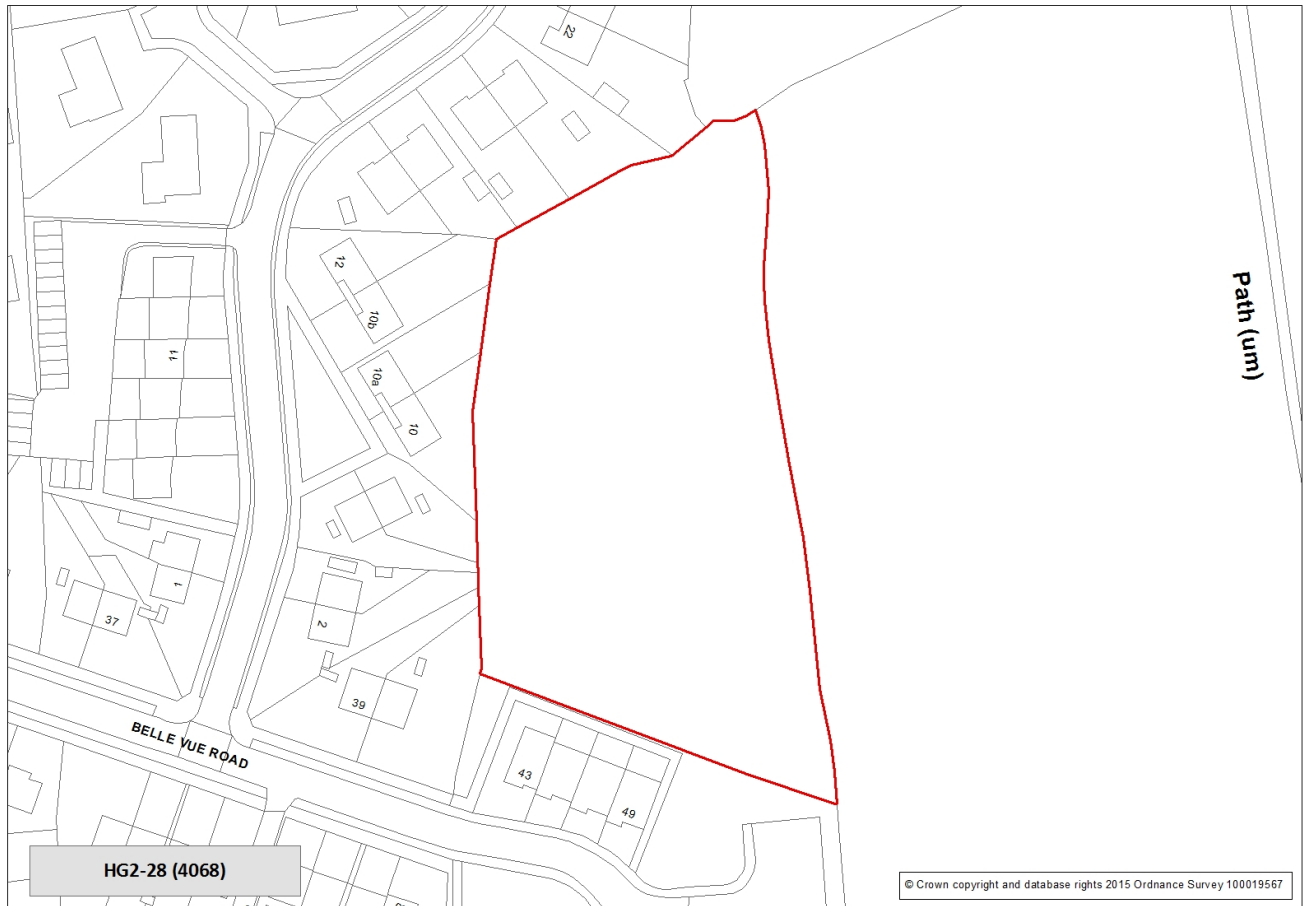 22
12
10b
11
10a
10
1
37
2
39
BELLE VUE ROAD
43
49
Path (um)
HG2-28 (4068)
© Crown copyright and database rights 2015 Ordnance Survey 100019567